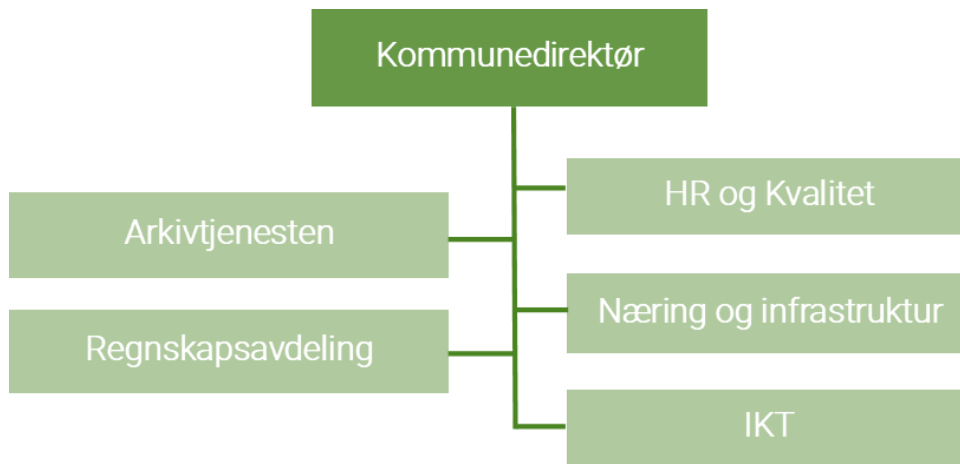 Kommunedirektør
Arkivtjenesten
Regnskapsavdeling
HR og Kvalitet
Næring og infrastruktur
IKT